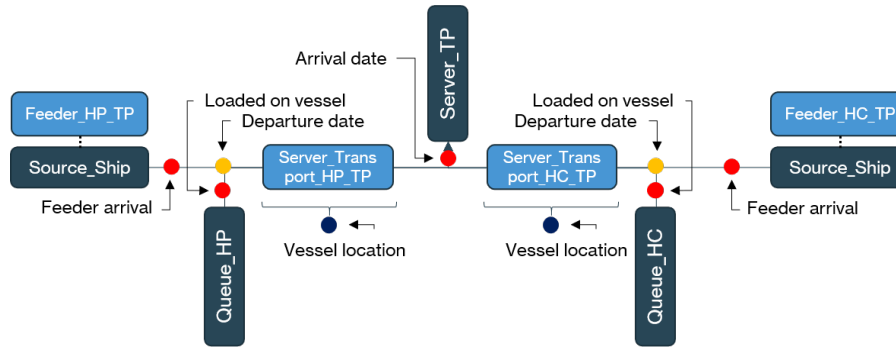 Arrival date
Server_TP
Feeder_HP_TP
Loaded on vessel
Departure date
Loaded on vessel
Departure date
Feeder_HC_TP
Source_Ship
Server_Trans
port_HP_TP
Server_Trans
port_HC_TP
Source_Ship
Feeder arrival
Feeder arrival
Queue_HP
Vessel location
Vessel location
Queue_HC